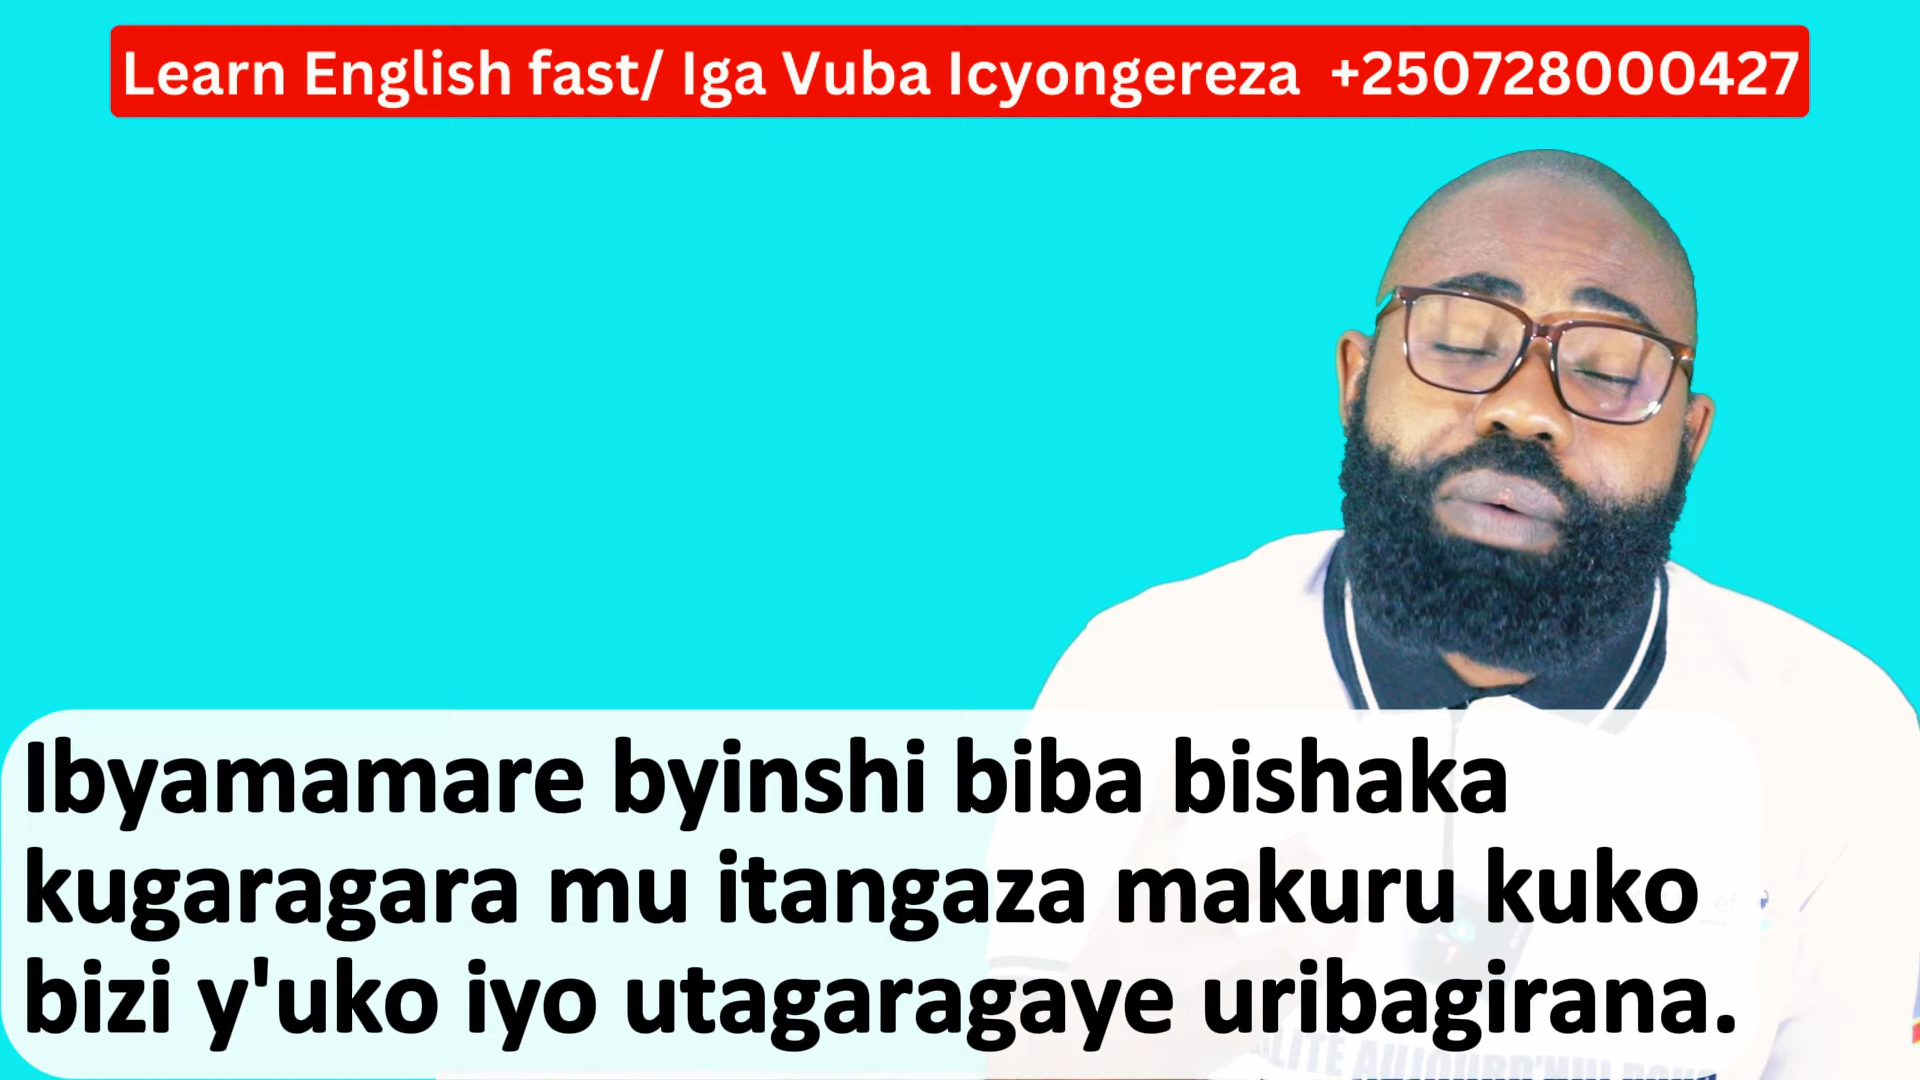 Learn English fast/ Iga Vuba Icyongereza +250728000427
Ibyamamare byinshi biba bishaka
kugaragara mu itangaza makuru kuko
bizi y'uko iyo utagaragaye uribagirana.